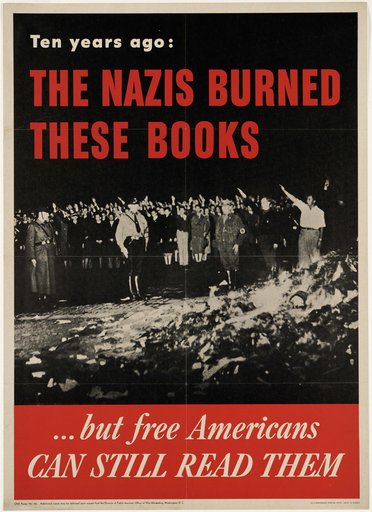 Ten years ago:
THE NAZIS BURNED
THESE BOOKS
...but free Americans
CAN STILL READ THEM